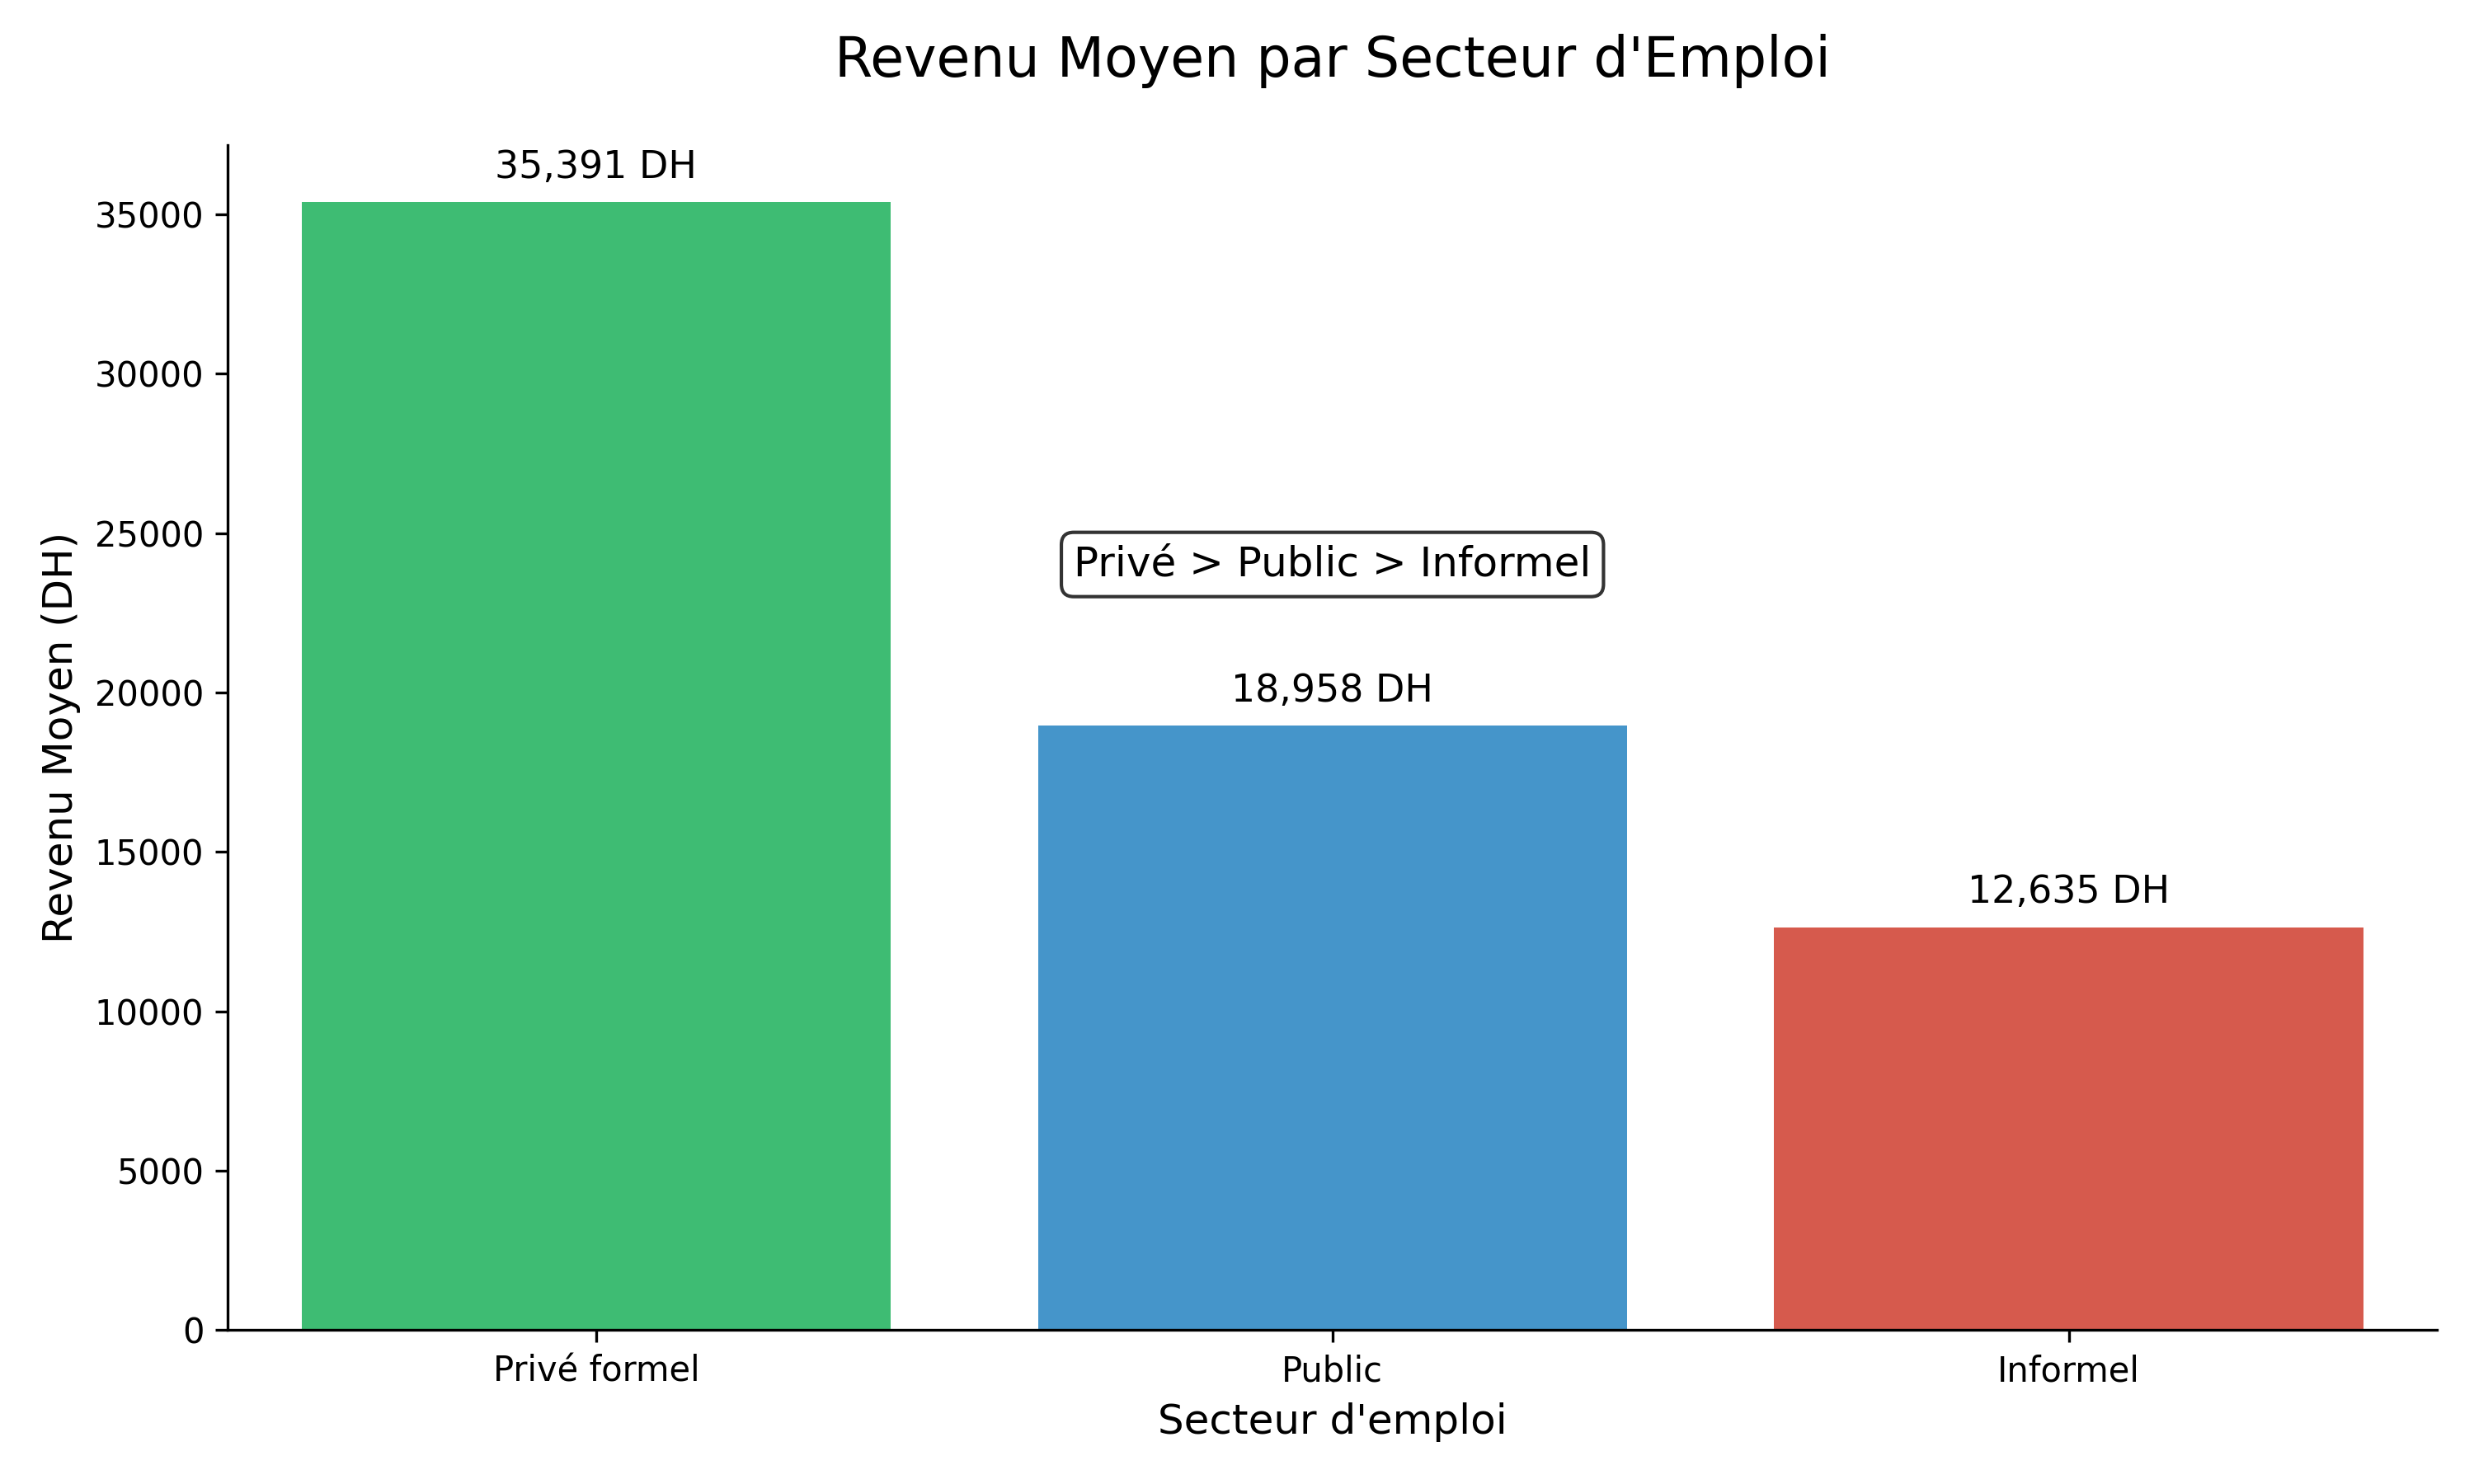 Revenu Moyen par Secteur d'Emploi
Revenu Moyen (DH)
35000
30000
25000
20000
15000
10000
5000
0
35,391 DH
Privé > Public > Informel
18,958 DH
12,635 DH
Privé formel
Public
Informel
Secteur d'emploi